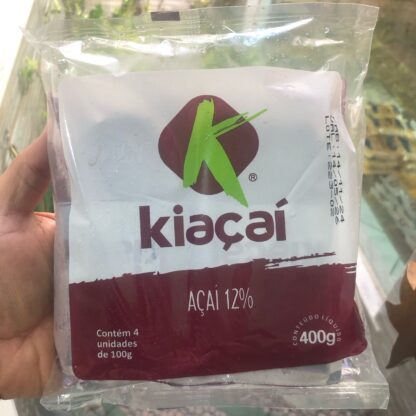 K
®
kiaçaí
AÇAÍ 12%
Contém 4
unidades
de 100g
CONTEÚDO LÍQUIDO
400g